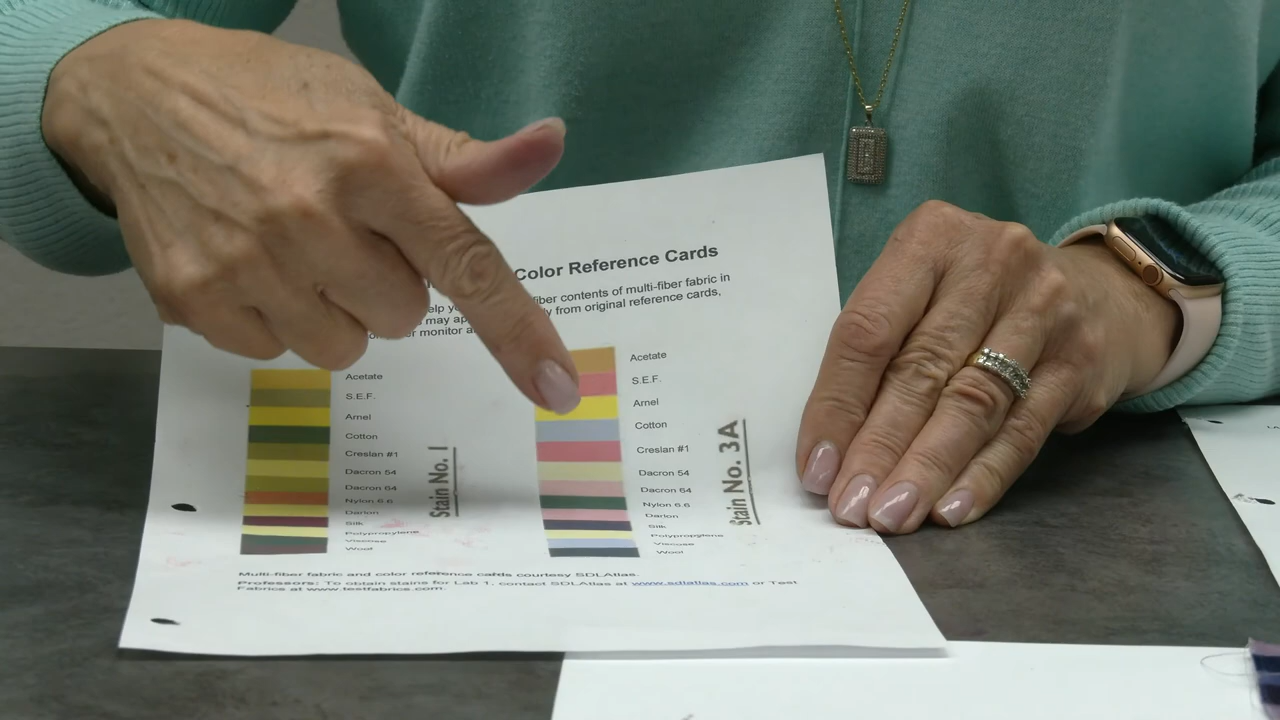 Color Reference Cards
fiber contents of multi-fiber fabric in
may from original reference cards,
monitor
Acetate
S.E.F.
Arnel
Cotton
Creslan #1
Dacron 54
Dacron 64
Nylon 6.6
Darlon
Silk
Polypropylene
Viscose
Wool
Stain No. 1
Acetate
S.E.F.
Arnel
Cotton
Creslan #1
Dacron 54
Dacron 64
Nylon 6.6
Darlon
Silk
Polypropylene
Viscose
Wool
Stain No. 3A
Multi-fiber fabric and color reference cards courtesy SDLAtlas.
Professors: To obtain stains for Lab 1, contact SDLAtlas at www.sdlatlas.com or Test
Fabrics at www.testfabrics.com.